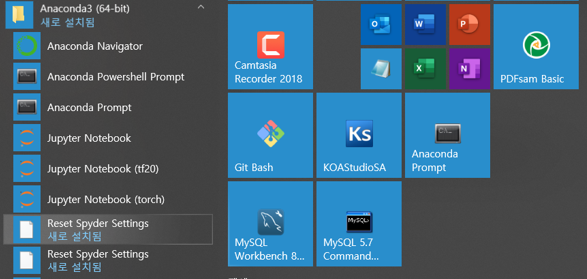 Anaconda3 (64-bit)
새로 설치됨
Anaconda Navigator
Anaconda Powershell Prompt
Anaconda Prompt
Jupyter Notebook
Jupyter Notebook (tf20)
Jupyter Notebook (torch)
Reset Spyder Settings
새로 설치됨
Reset Spyder Settings
새로 설치됨
Camtasia
Recorder 2018
PDFsam Basic
Git Bash
Ks
KOAStudioSA
Anaconda
Prompt
MySQL
Workbench 8...
MySQL 5.7
Command...